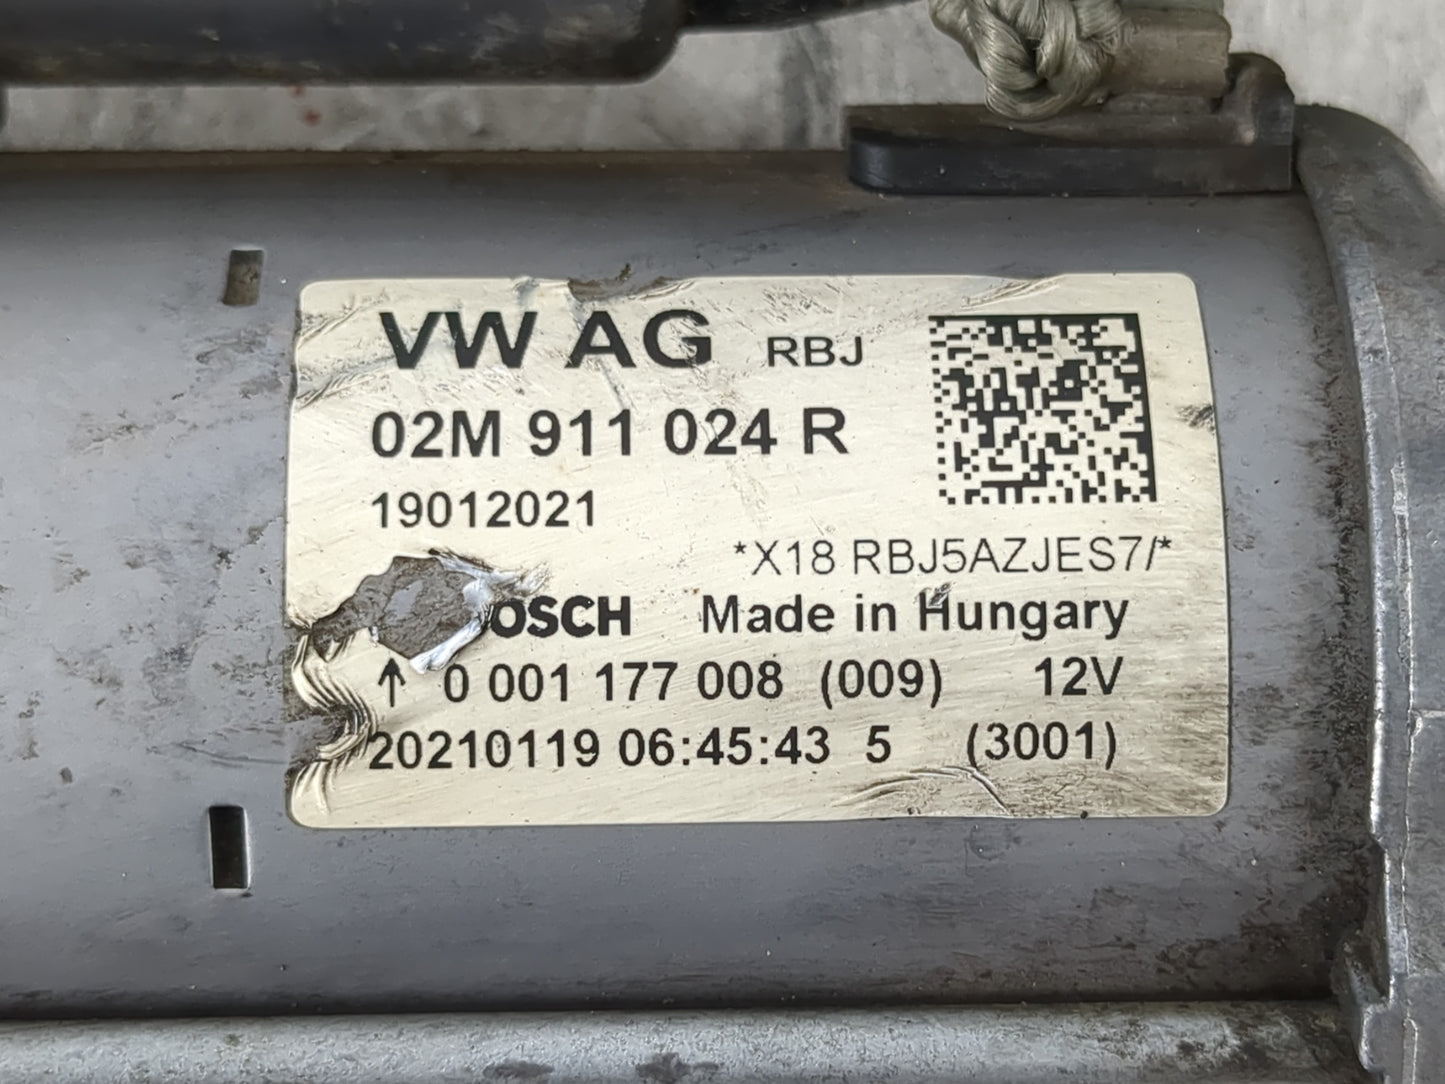 VW AG RBJ
02M 911 024 R
19012021
*X18 RBJ5AZJES7/*
OSCH Made in Hungary
↑ 0 001 177 008 (009) 12V
20210119 06:45:43 5 (3001)